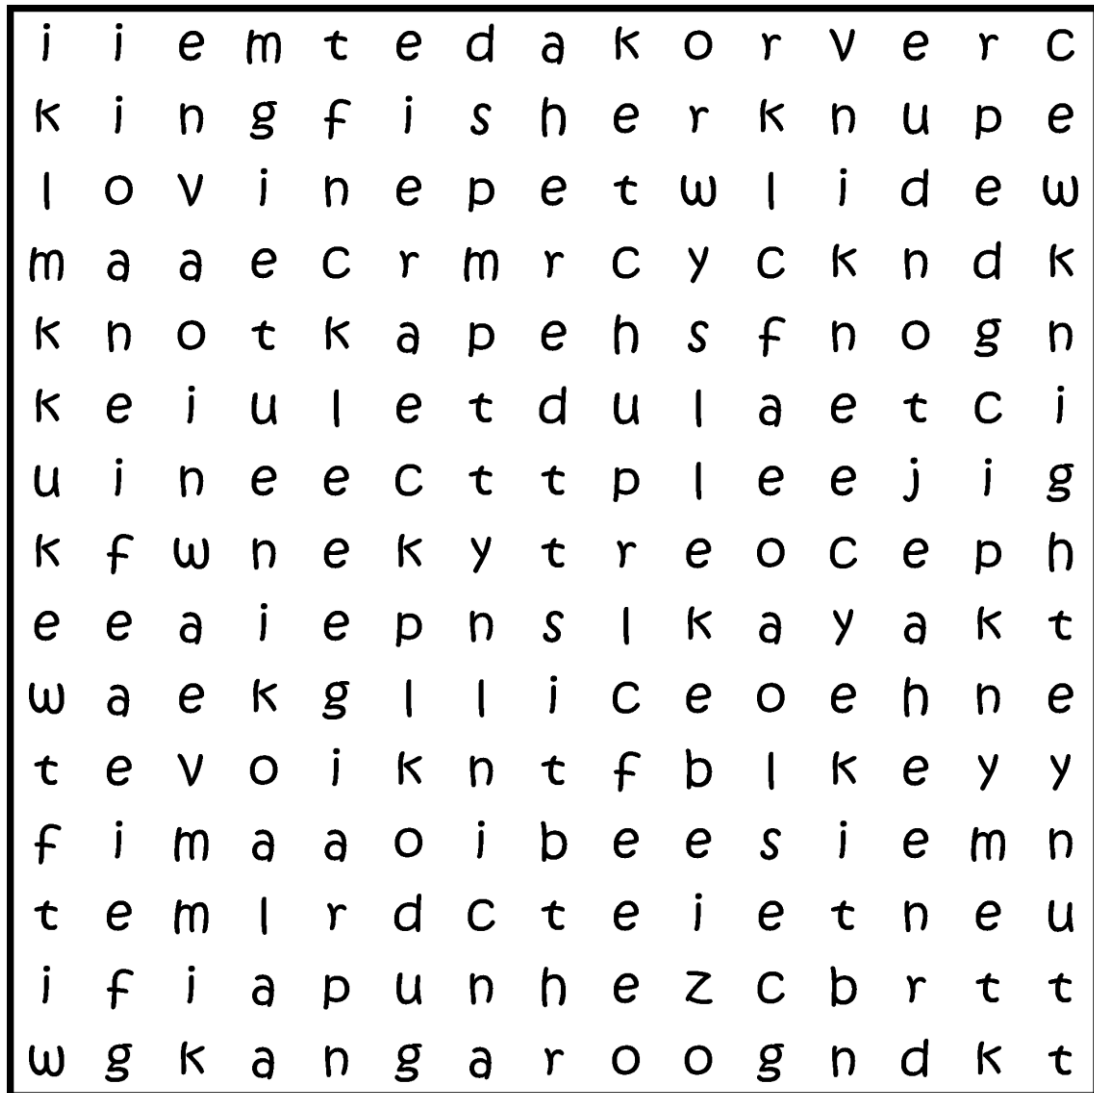 i i e m t e d a k o r v e r c
k i n g f i s h e r k n u p e
l o v i n e p e t w l i d e w
m a a e c r m r c y c k n d k
k n o t k a p e h s f n o g n
k e i u l e t d u l a e t c i
u i n e e c t t p l e e j i g
k f w n e k y t r e o c e p h
e e a i e p n s l k a y a k t
w a e k g l l i c e o e h n e
t e v o i k n t f b l k e y y
f i m a a o i b e e s i e m n
t e m l r d c t e i e t n e u
i f i a p u n h e z c b r t t
w g k a n g a r o o g n d k t